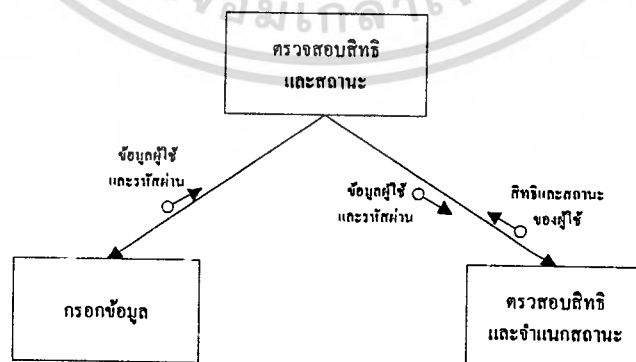 ตรวจสอบสิทธิ
และสถานะ
ข้อมูลผู้ใช้
และรหัสผ่าน
ข้อมูลผู้ใช้
และรหัสผ่าน
สิทธิและสถานะ
ของผู้ใช้
กรอกข้อมูล
ตรวสอบสิทธิ
และจำแนกสถานะ